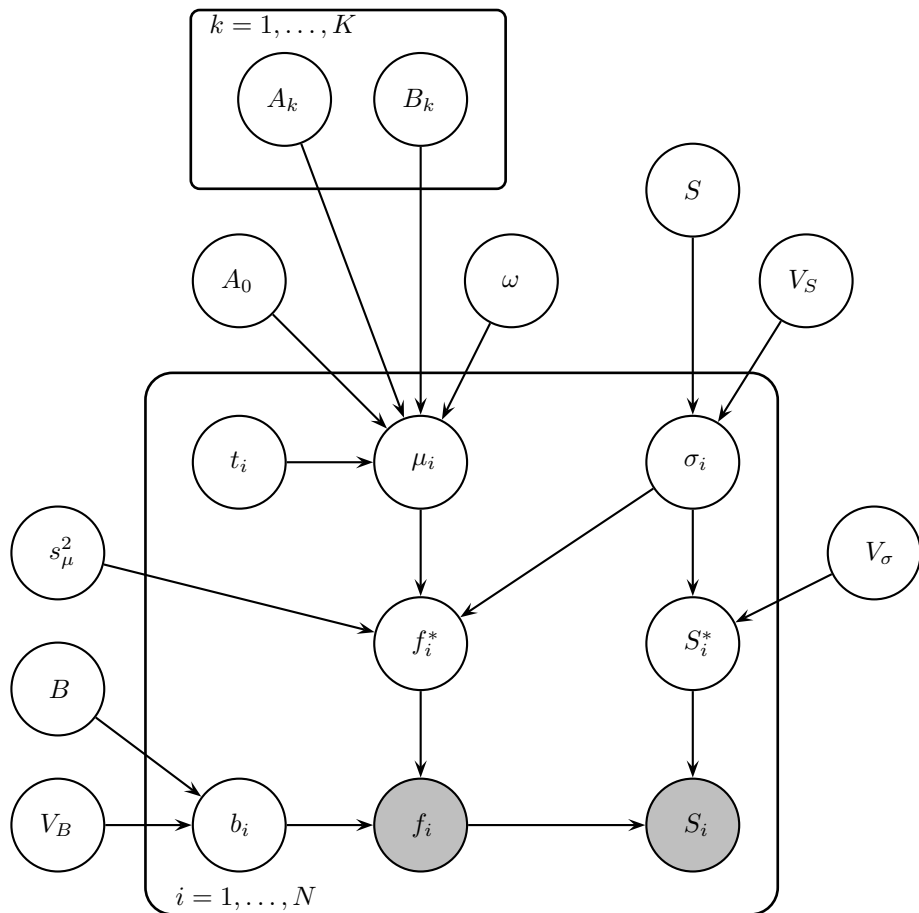 k = 1, . . . , K
A_k
B_k
S
A_0
ω
V_S
t_i
μ_i
σ_i
s_μ^2
V_σ
f_i^*
S_i^*
B
V_B
b_i
f_i
S_i
i = 1, . . . , N